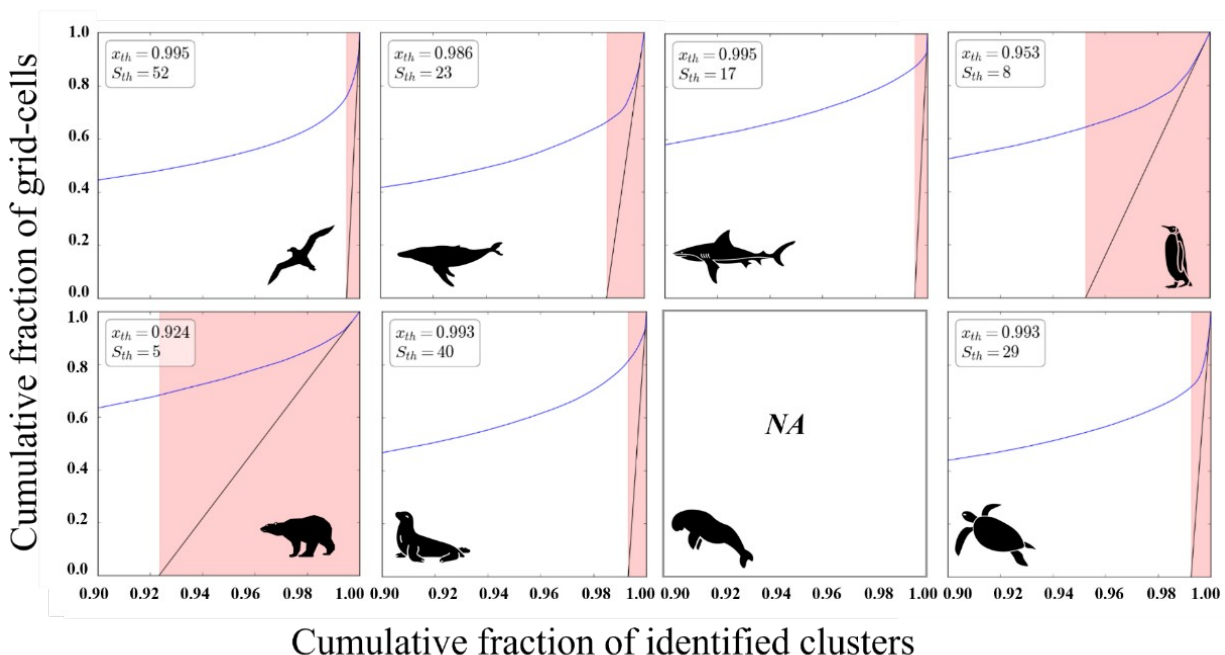 Cumulative fraction of grid-cells
1.0
0.8
0.6
0.4
0.2
0.0
x_th = 0.995
S_th = 52
x_th = 0.986
S_th = 23
x_th = 0.995
S_th = 17
x_th = 0.953
S_th = 8
1.0
0.8
0.6
0.4
0.2
0.0
x_th = 0.924
S_th = 5
x_th = 0.993
S_th = 40
NA
x_th = 0.993
S_th = 29
0.90 0.92 0.94 0.96 0.98 1.00
0.90 0.92 0.94 0.96 0.98 1.00
0.90 0.92 0.94 0.96 0.98 1.00
0.90 0.92 0.94 0.96 0.98 1.00
Cumulative fraction of identified clusters